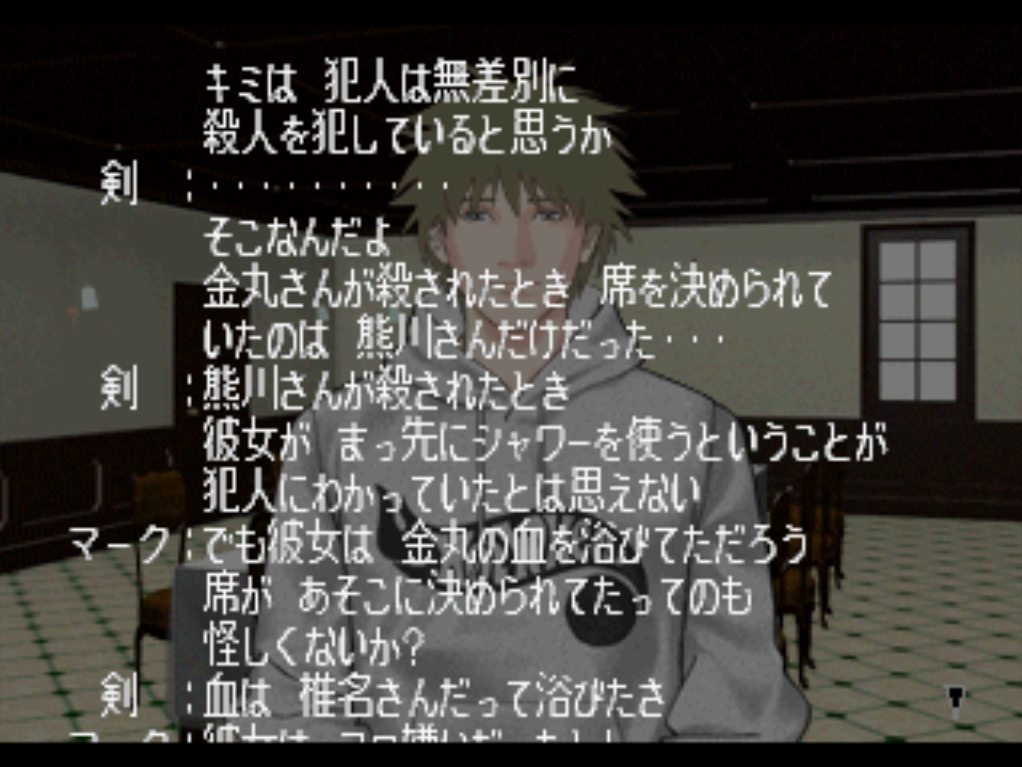 キミは 犯人は無差別に
殺人を犯していると思うか
剣 :・・・・・・・・・・
そこなんだよ
金丸さんが殺されたとき 席を決められて
いたのは 熊川さんだけだった・・・
剣 :熊川さんが殺されたとき
彼女が まっ先にシャワーを使うということが
犯人にわかっていたとは思えない
マーク:でも彼女は 金丸の血を浴びてただろう
席が あそこに決められてたってのも
怪しくないか?
剣 :血は 椎名さんだって浴びたさ
マーク:彼女は